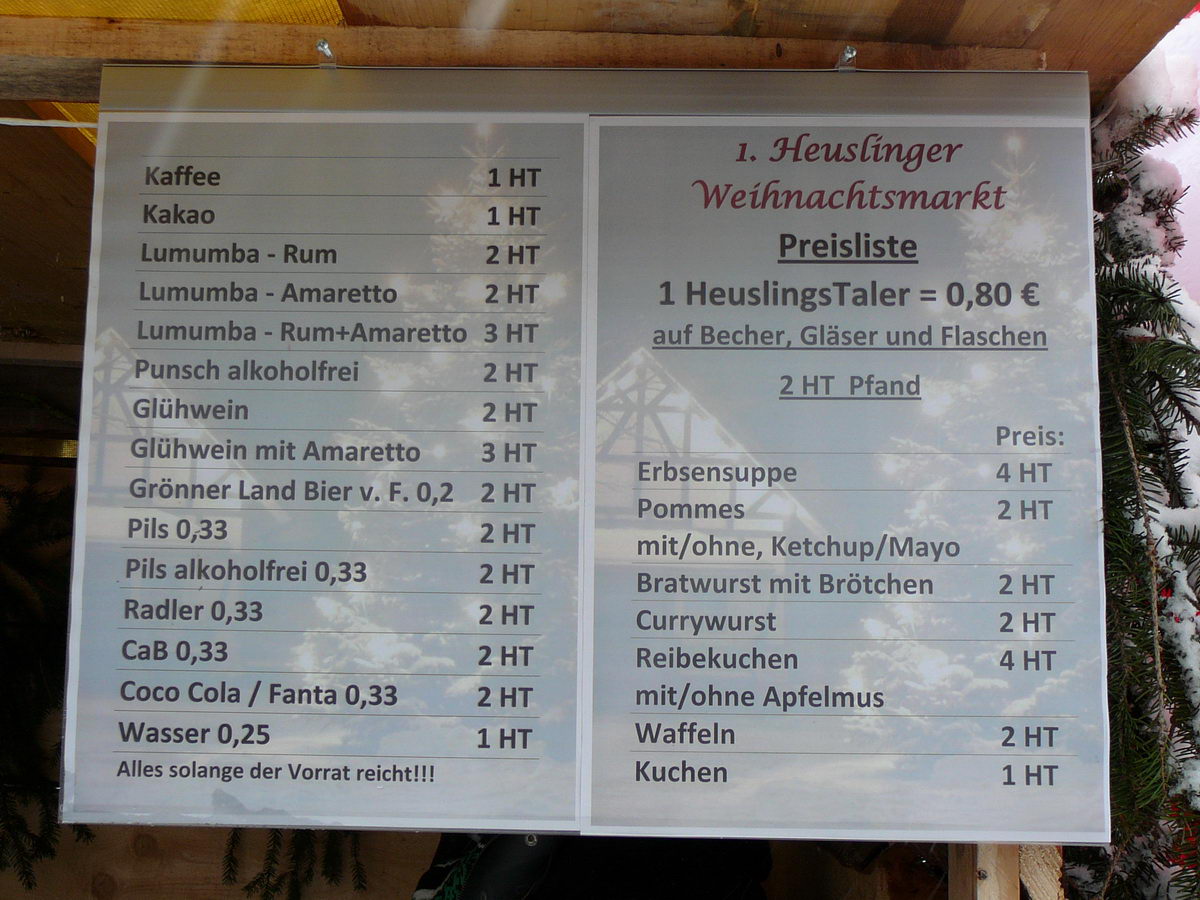 Kaffee 1 HT
Kakao 1 HT
Lumumba - Rum 2 HT
Lumumba - Amaretto 2 HT
Lumumba - Rum+Amaretto 3 HT
Punsch alkoholfrei 2 HT
Glühwein 2 HT
Glühwein mit Amaretto 3 HT
Grönner Land Bier v. F. 0,2 2 HT
Pils 0,33 2 HT
Pils alkoholfrei 0,33 2 HT
Radler 0,33 2 HT
CaB 0,33 2 HT
Coco Cola / Fanta 0,33 2 HT
Wasser 0,25 1 HT
Alles solange der Vorrat reicht!!!
1. Heuslinger
Weihnachtsmarkt
Preisliste
1 HeuslingsTaler = 0,80 €
auf Becher, Gläser und Flaschen
2 HT Pfand
Preis:
Erbsensuppe 4 HT
Pommes 2 HT
mit/ohne, Ketchup/Mayo
Bratwurst mit Brötchen 2 HT
Currywurst 2 HT
Reibekuchen 4 HT
mit/ohne Apfelmus
Waffeln 2 HT
Kuchen 1 HT